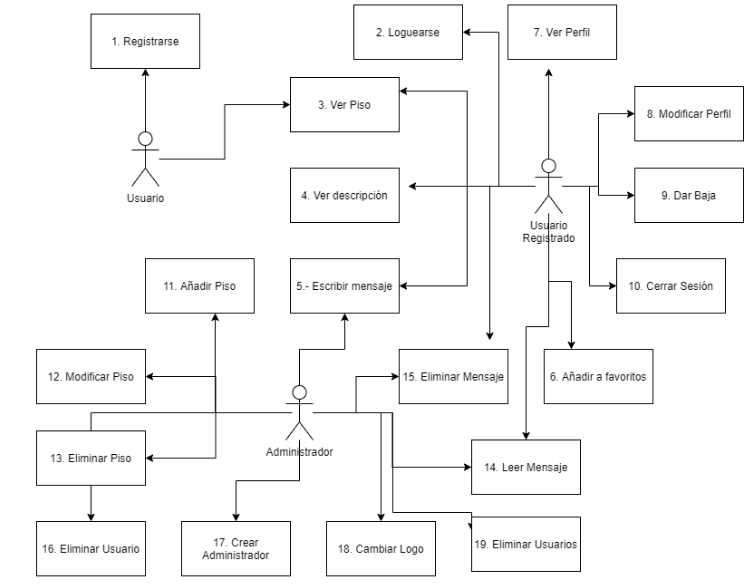 2. Loguearse
7. Ver Perfil
1. Registrarse
3. Ver Piso
8. Modificar Perfil
4. Ver descripción
9. Dar Baja
Usuario
Usuario
Registrado
11. Añadir Piso
5.- Escribir mensaje
10. Cerrar Sesión
12. Modificar Piso
15. Eliminar Mensaje
6. Añadir a favoritos
Administrador
13. Eliminar Piso
14. Leer Mensaje
16. Eliminar Usuario
17. Crear
Administrador
18. Cambiar Logo
19. Eliminar Usuarios